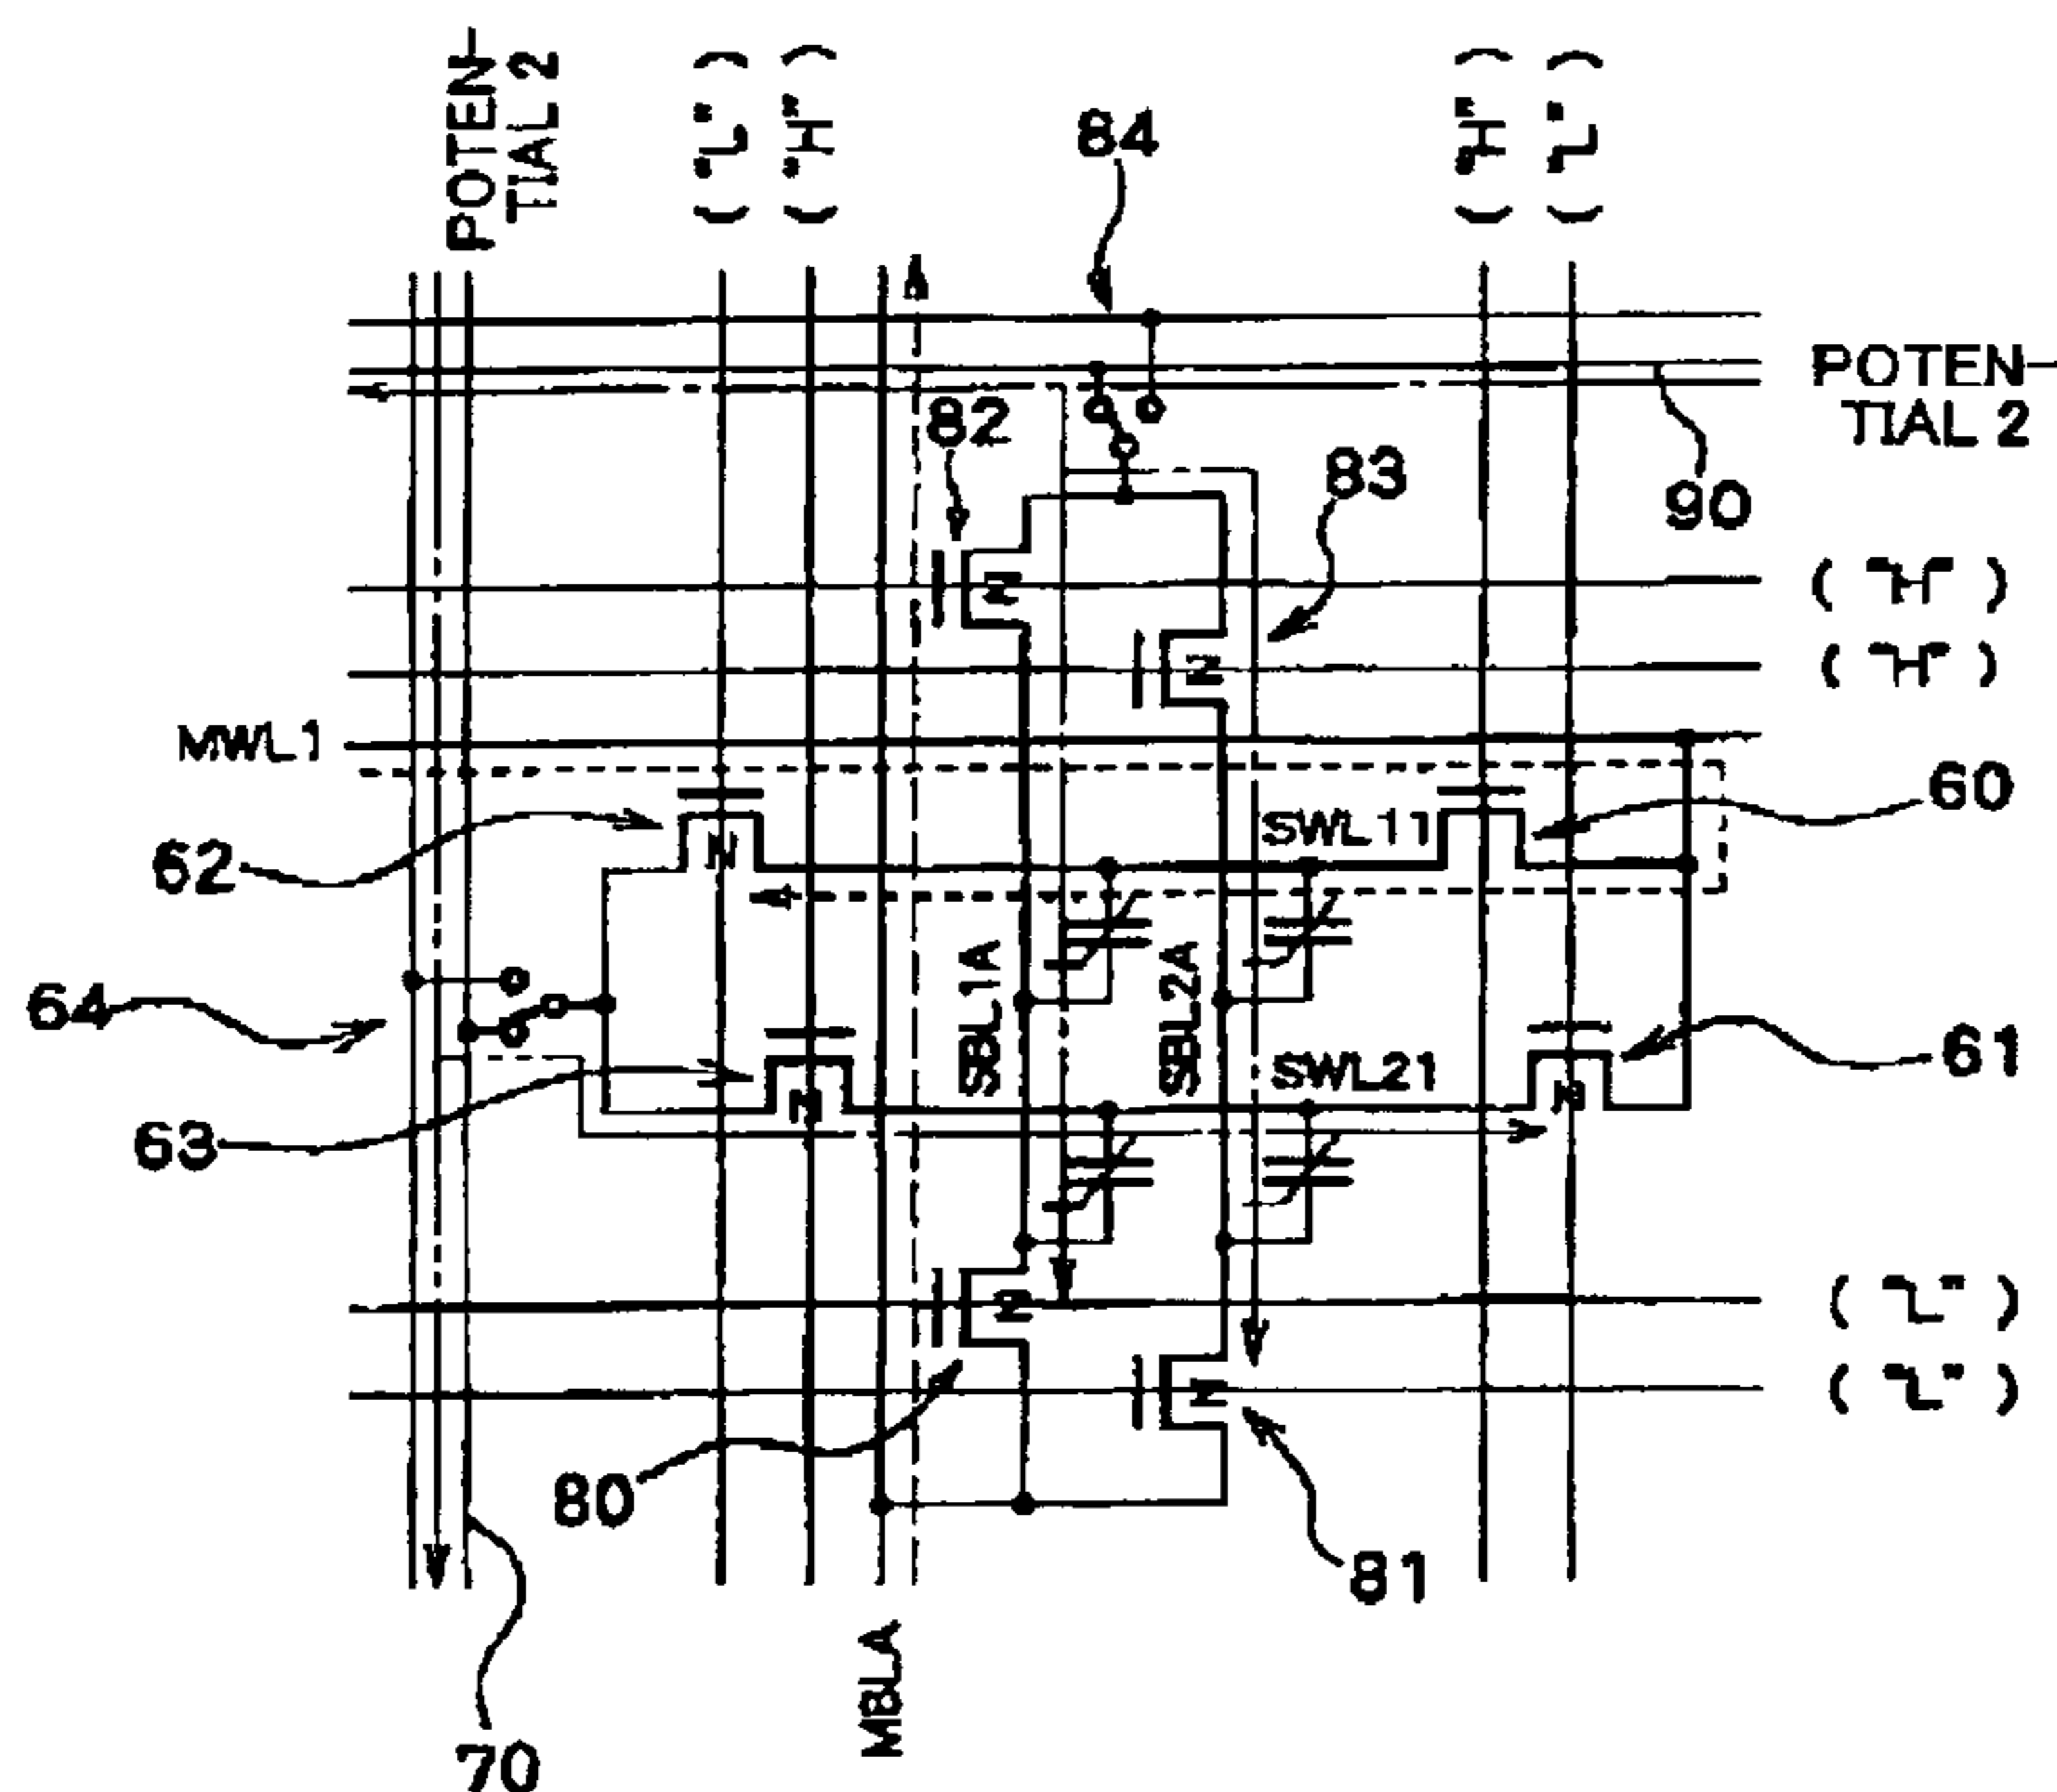 POTEN-
TIAL 2
("L")
("H")
84
("H")
("L")
POTEN-
TIAL 2
82
83
90
("H")
("H")
N
N
MWL1
60
62
N
SWL11
SBL1A
SBL2A
64
61
SWL21
N
N
63
("L")
N
("L")
N
80
81
MBLA
70